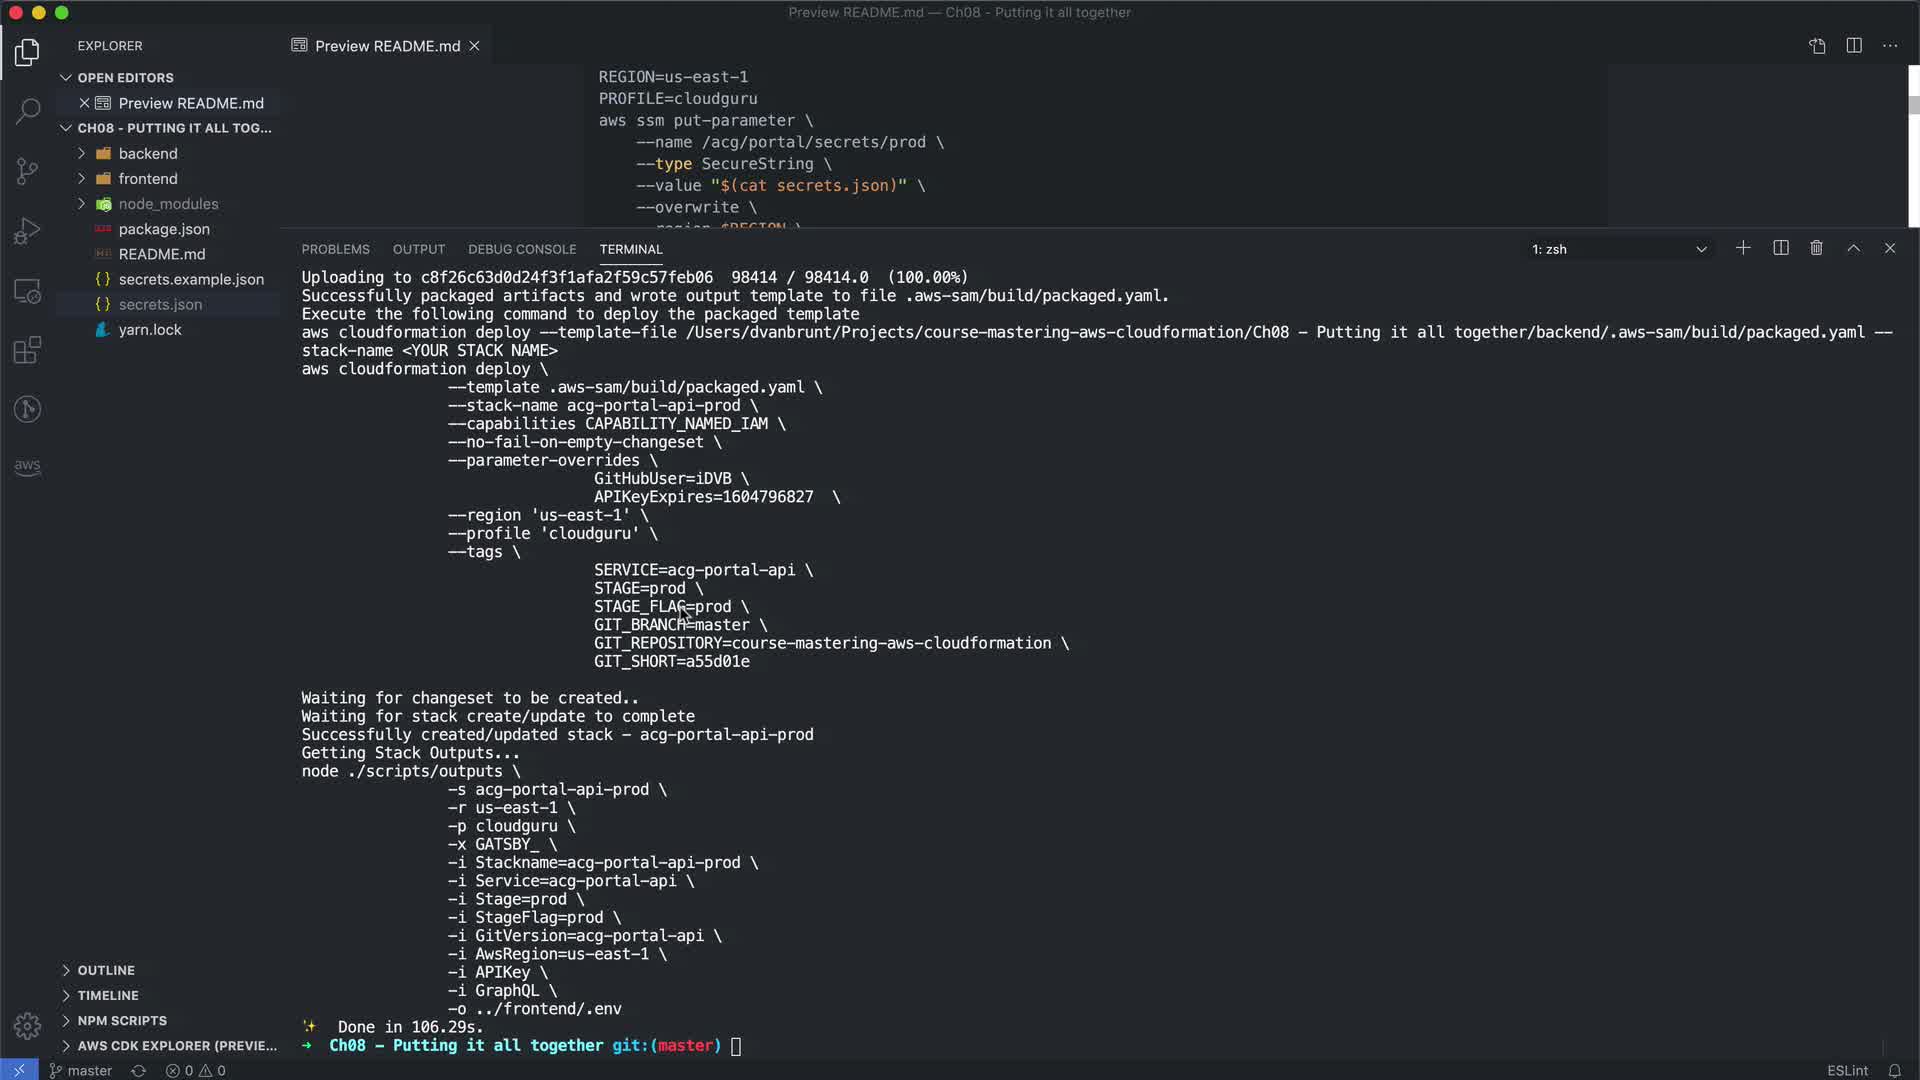 Preview README.md — Ch08 - Putting it all together
EXPLORER
Preview README.md
OPEN EDITORS
Preview README.md
CH08 - PUTTING IT ALL TOG...
backend
frontend
node_modules
package.json
README.md
secrets.example.json
secrets.json
yarn.lock
REGION=us-east-1
PROFILE=cloudguru
aws ssm put-parameter \
--name /acg/portal/secrets/prod \
--type SecureString \
--value "$(cat secrets.json)" \
--overwrite \
--region $REGION \
PROBLEMS
OUTPUT
DEBUG CONSOLE
TERMINAL
1: zsh
Uploading to c8f26c63d0d24f3f1afa2f59c57feb06  98414 / 98414.0  (100.00%)
Successfully packaged artifacts and wrote output template to file .aws-sam/build/packaged.yaml.
Execute the following command to deploy the packaged template
aws cloudformation deploy --template-file /Users/dvanbrunt/Projects/course-mastering-aws-cloudformation/Ch08 - Putting it all together/backend/.aws-sam/build/packaged.yaml --
stack-name <YOUR STACK NAME>
aws cloudformation deploy \
--template .aws-sam/build/packaged.yaml \
--stack-name acg-portal-api-prod \
--capabilities CAPABILITY_NAMED_IAM \
--no-fail-on-empty-changeset \
--parameter-overrides \
GitHubUser=iDVB \
APIKeyExpires=1604796827  \
--region 'us-east-1' \
--profile 'cloudguru' \
--tags \
SERVICE=acg-portal-api \
STAGE=prod \
STAGE_FLAG=prod \
GIT_BRANCH=master \
GIT_REPOSITORY=course-mastering-aws-cloudformation \
GIT_SHORT=a55d01e
Waiting for changeset to be created..
Waiting for stack create/update to complete
Successfully created/updated stack - acg-portal-api-prod
Getting Stack Outputs...
node ./scripts/outputs \
-s acg-portal-api-prod \
-r us-east-1 \
-p cloudguru \
-x GATSBY_ \
-i Stackname=acg-portal-api-prod \
-i Service=acg-portal-api \
-i Stage=prod \
-i StageFlag=prod \
-i GitVersion=acg-portal-api \
-i AwsRegion=us-east-1 \
-i APIKey \
-i GraphQL \
-o ../frontend/.env
✨  Done in 106.29s.
➜  Ch08 - Putting it all together git:(master)
aws
OUTLINE
TIMELINE
NPM SCRIPTS
AWS CDK EXPLORER (PREVIE...
master
0
0
ESLint